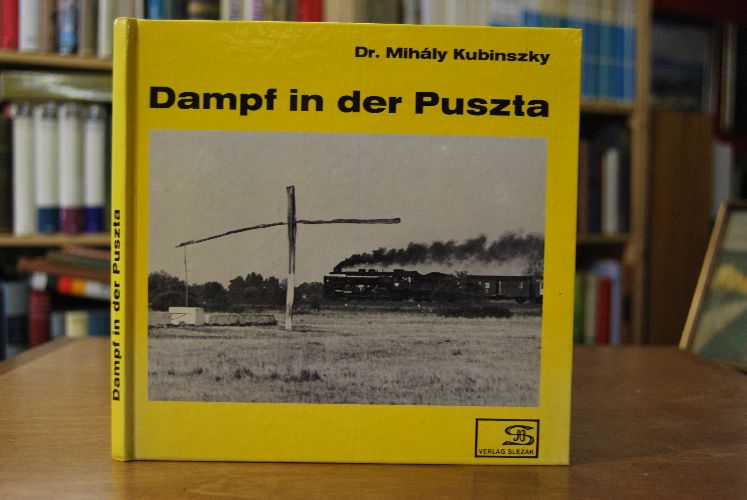 Dr. Mihály Kubinszky
Dampf in der Puszta
VERLAG SLEZAK
Dampf in der Puszta